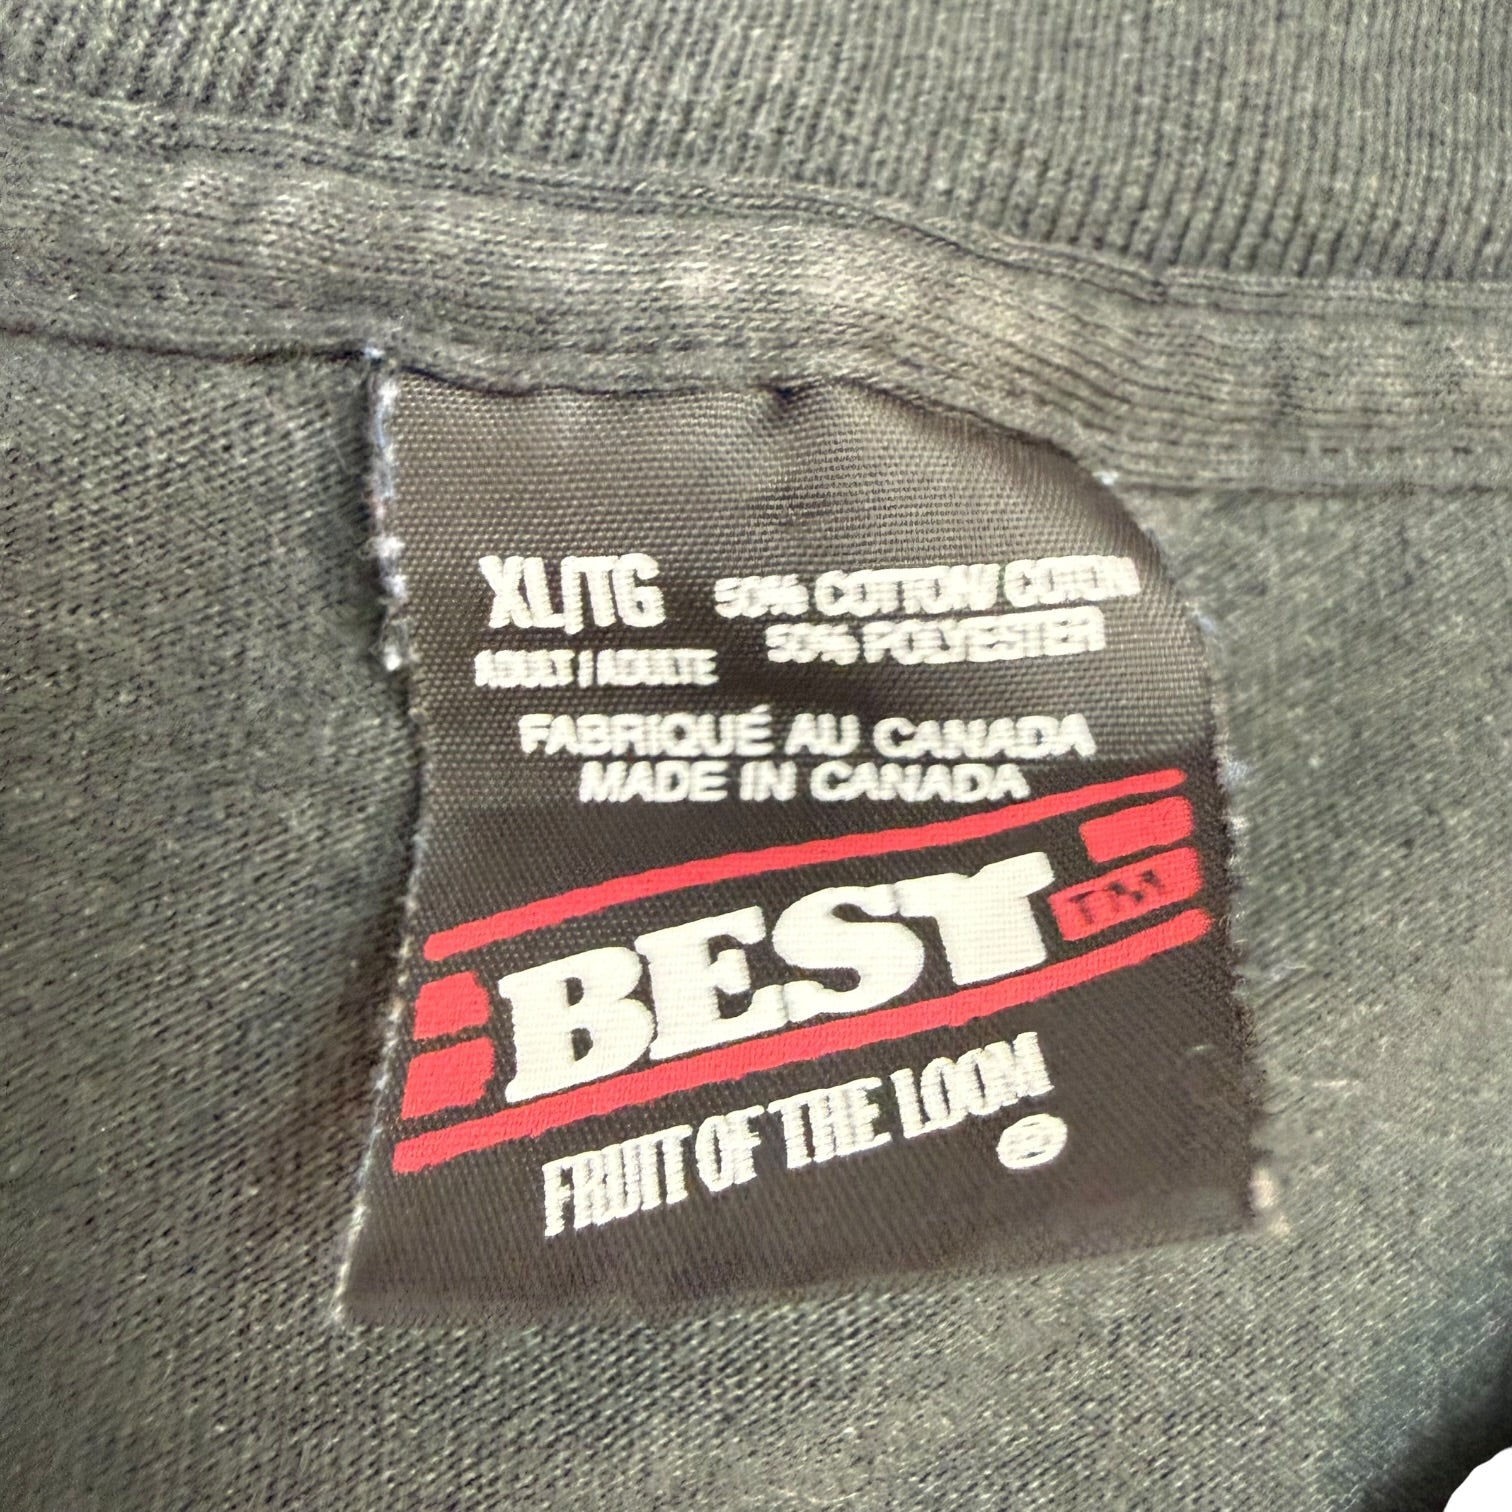 XL/TG
ADULT / ADULTE
50% COTTON/ COTON
50% POLYESTER
FABRIQUÉ AU CANADA
MADE IN CANADA
BEST TM
FRUIT OF THE LOOM